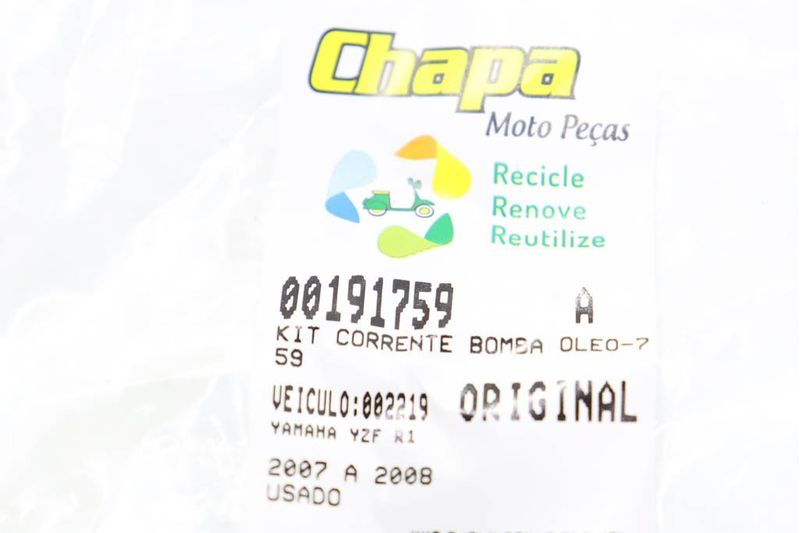 Chapa
Moto Peças
Recicle
Renove
Reutilize
00191759 A
KIT CORRENTE BOMBA OLEO-7
59
VEICULO:002219 ORIGINAL
YAMAHA YZF R1
2007 A 2008
USADO